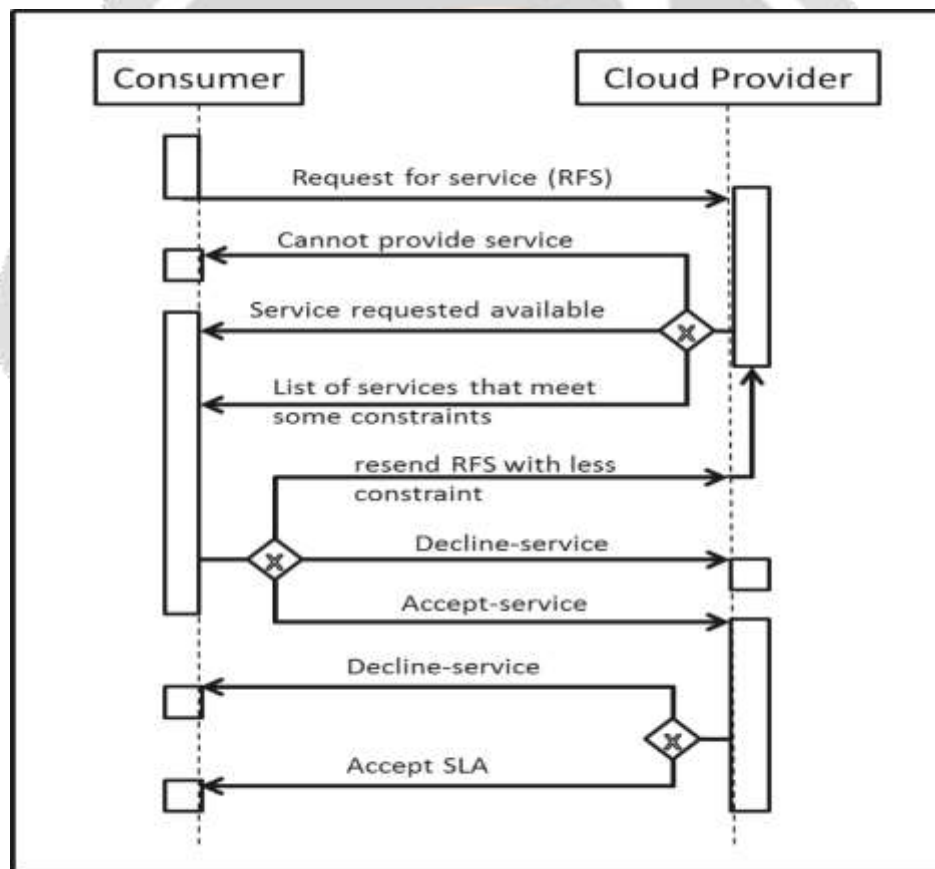 Consumer
Cloud Provider
Request for service (RFS)
Cannot provide service
Service requested available
List of services that meet
some constraints
resend RFS with less
constraint
Decline-service
Accept-service
Decline-service
Accept SLA